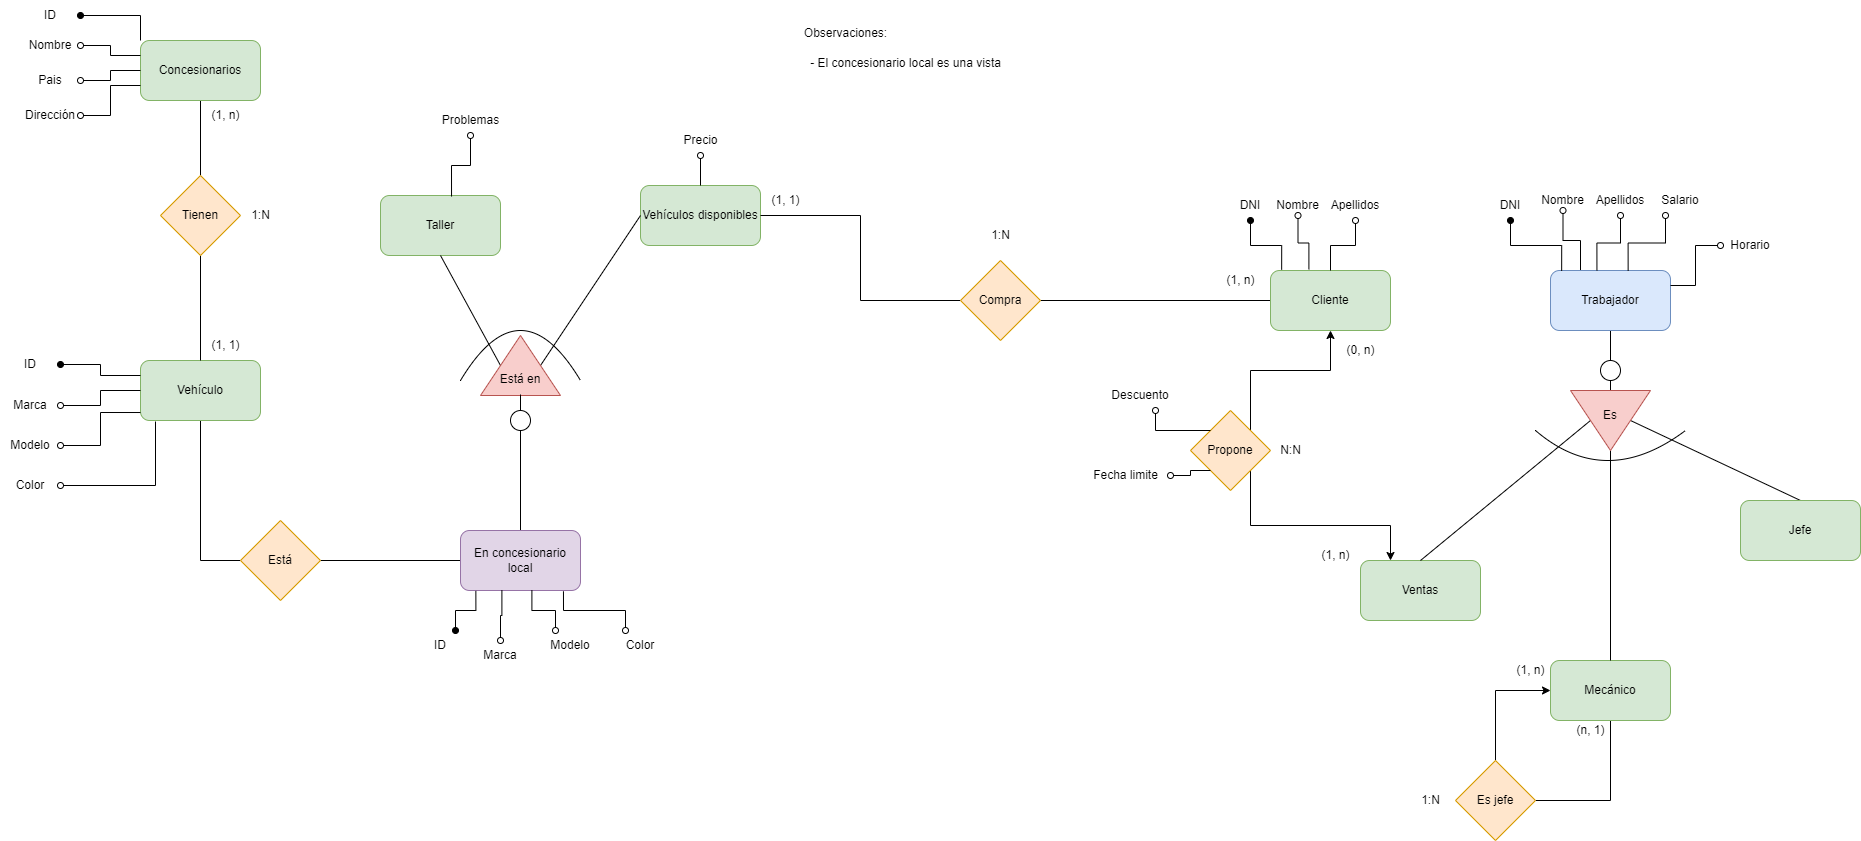 ID
Nombre
Pais
Dirección
Concesionarios
(1, n)
Tienen
1:N
(1, 1)
ID
Marca
Modelo
Color
Vehículo
Está
Observaciones:
- El concesionario local es una vista
Problemas
Taller
Precio
Vehículos disponibles
(1, 1)
Está en
En concesionario
local
ID
Marca
Modelo
Color
1:N
Compra
(1, n)
DNI
Nombre
Apellidos
Cliente
(0, n)
Descuento
Propone
N:N
Fecha limite
(1, n)
Ventas
DNI
Nombre
Apellidos
Salario
Horario
Trabajador
Es
Jefe
(1, n)
Mecánico
(n, 1)
1:N
Es jefe